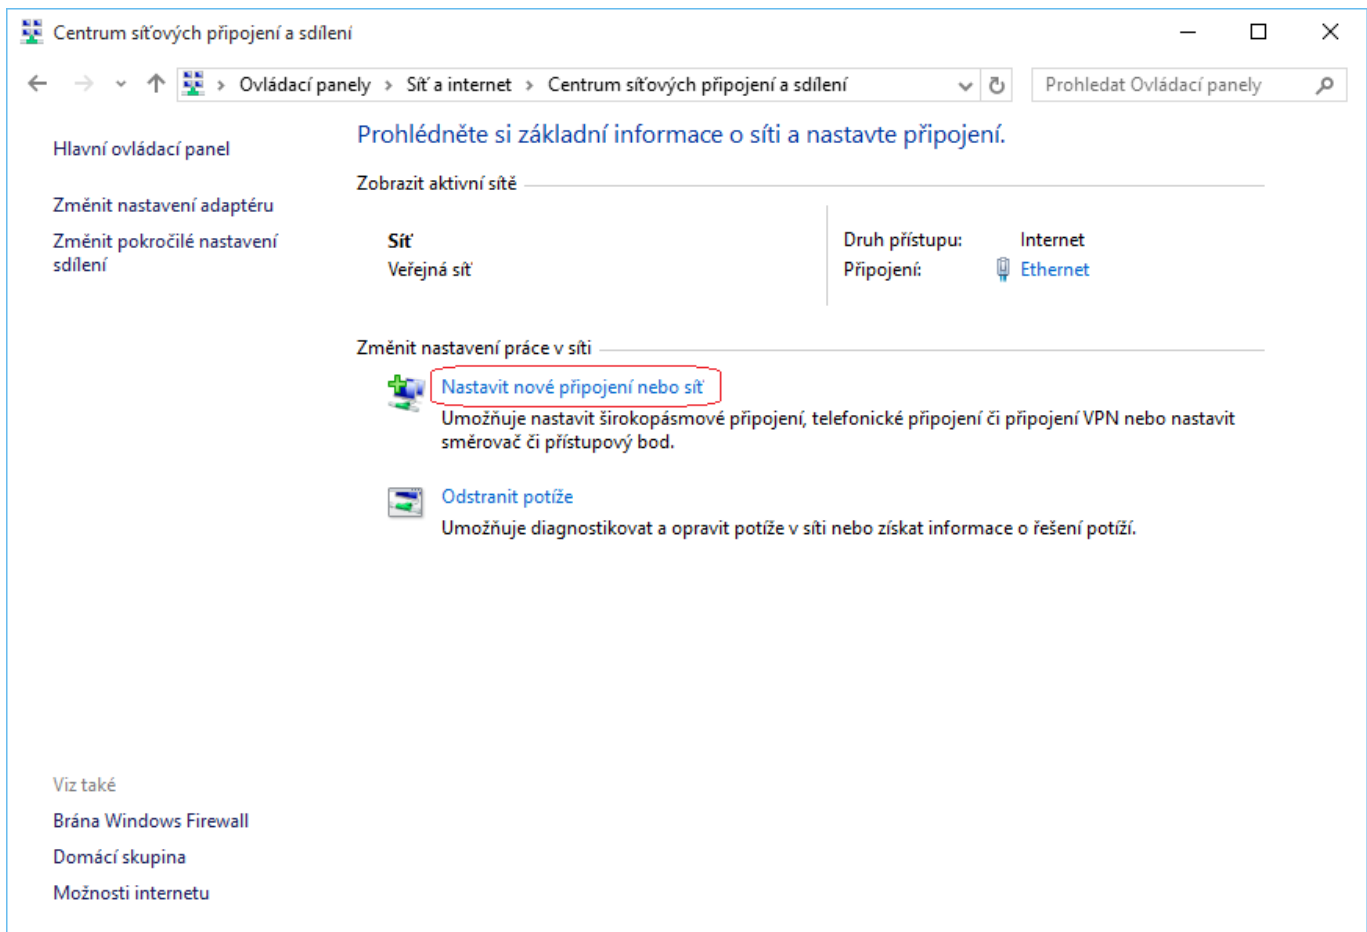 Centrum síťových připojení a sdílení
Ovládací panely > Síť a internet > Centrum síťových připojení a sdílení
Prohledat Ovládací panely
Hlavní ovládací panel
Změnit nastavení adaptéru
Změnit pokročilé nastavení
sdílení
Prohlédněte si základní informace o síti a nastavte připojení.
Zobrazit aktivní sítě
Síť
Veřejná síť
Druh přístupu: Internet
Připojení: Ethernet
Změnit nastavení práce v síti
Nastavit nové připojení nebo síť
Umožňuje nastavit širokopásmové připojení, telefonické připojení či připojení VPN nebo nastavit
směrovač či přístupový bod.
Odstranit potíže
Umožňuje diagnostikovat a opravit potíže v síti nebo získat informace o řešení potíží.
Viz také
Brána Windows Firewall
Domácí skupina
Možnosti internetu